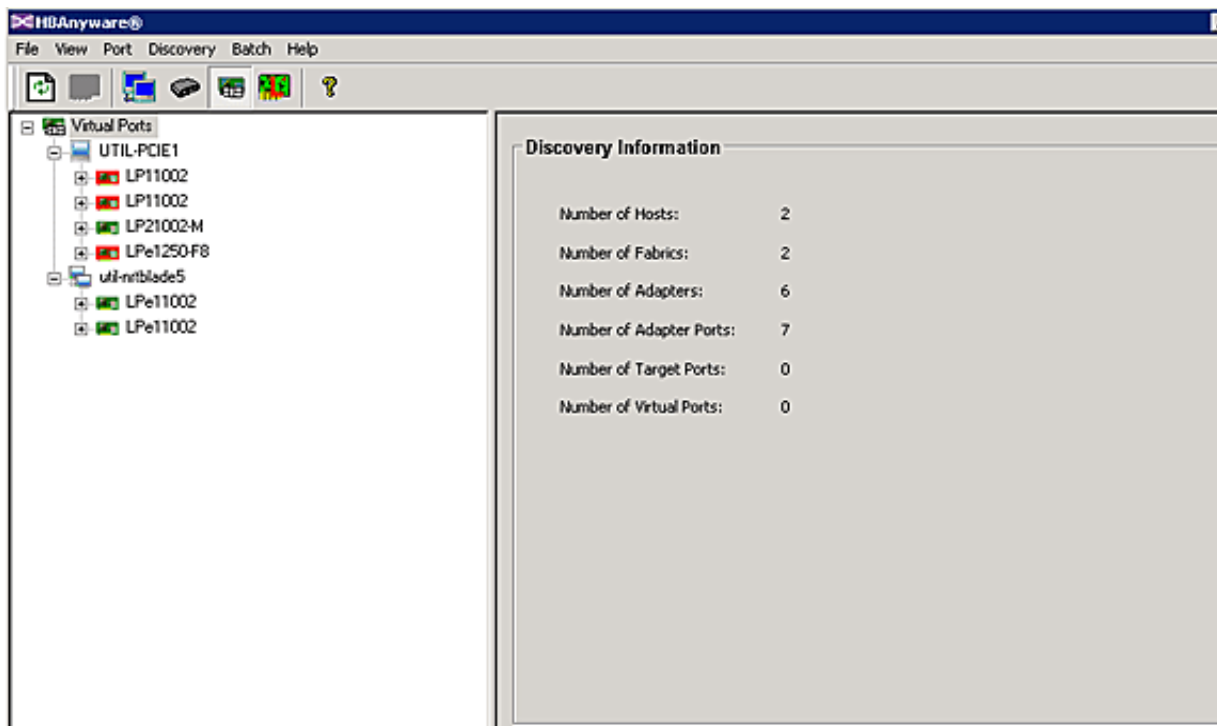 HBAnyware®
File View Port Discovery Batch Help
Virtual Ports
UTIL-PCIE1
LP11002
LP11002
LP21002-M
LPe1250-F8
util-nrtblade5
LPe11002
LPe11002
Discovery Information
Number of Hosts: 2
Number of Fabrics: 2
Number of Adapters: 6
Number of Adapter Ports: 7
Number of Target Ports: 0
Number of Virtual Ports: 0